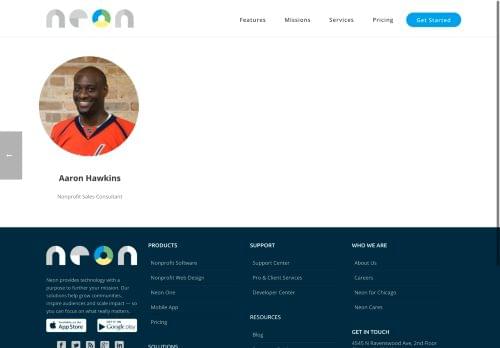 neon
Features
Missions
Services
Pricing
Get Started
←
Aaron Hawkins
Nonprofit Sales Consultant
neon
Neon provides technology with a
purpose to further your mission. Our
solutions help grow communities,
inspire audiences and scale impact — so
you can focus on what really matters.
App Store
Google play
PRODUCTS
Nonprofit Software
Nonprofit Web Design
Neon One
Mobile App
Pricing
SOLUTIONS
SUPPORT
Support Center
Pro & Client Services
Developer Center
RESOURCES
Blog
WHO WE ARE
About Us
Careers
Neon for Chicago
Neon Cares
GET IN TOUCH
4545 N Ravenswood Ave, 2nd Floor